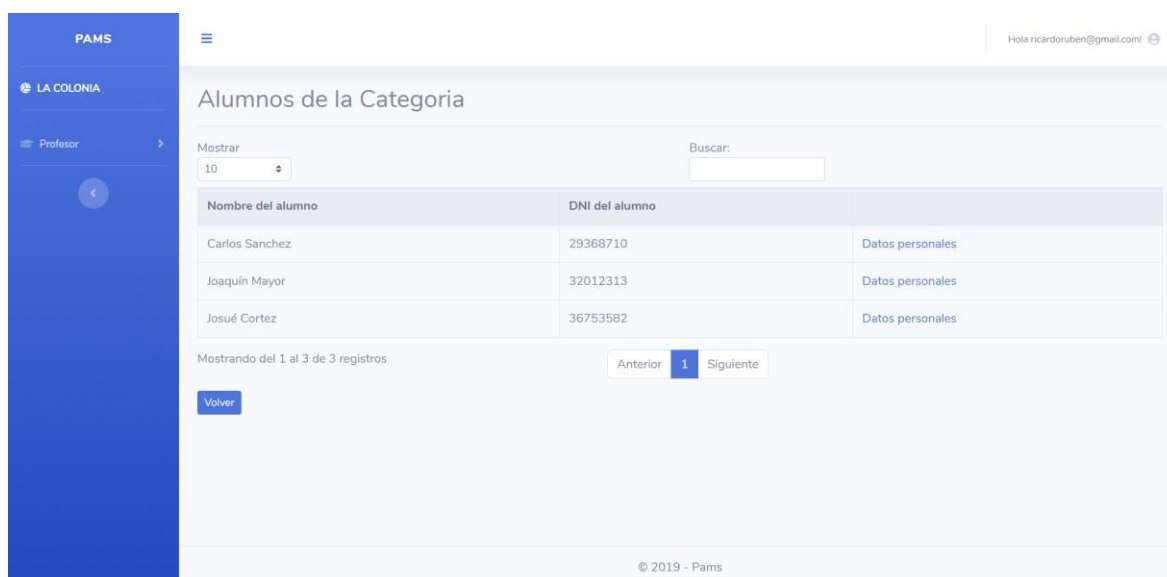 PAMS
Hola ricardoruben@gmail.com!
LA COLONIA
Profesor
Alumnos de la Categoria
Mostrar
Buscar:
10
Nombre del alumno DNI del alumno
Carlos Sanchez 29368710 Datos personales
Joaquín Mayor 32012313 Datos personales
Josué Cortez 36753582 Datos personales
Mostrando del 1 al 3 de 3 registros
Anterior 1 Siguiente
Volver
© 2019 - Pams